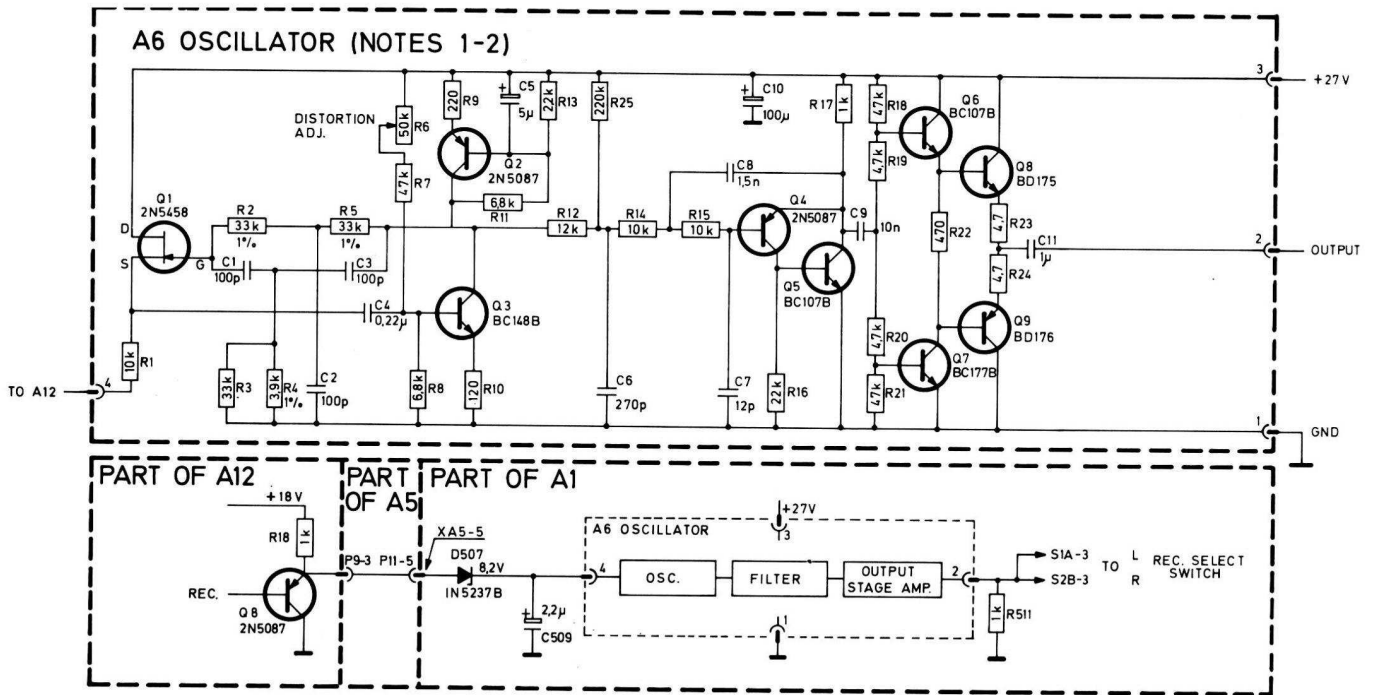 A6 OSCILLATOR (NOTES 1-2)
3
+27V
DISTORTION
ADJ.
50k
R6
47k
R7
220
R9
C5
5µ
22k
R13
220k
R25
Q2
2N5087
6,8k
R11
C10
100µ
R17
1k
47k
R18
4,7k
R19
Q6
BC107B
Q8
BD175
C8
1,5n
Q1
2N5458
D
S
G
R2
33k
1%
R5
33k
1%
C1
100p
C3
100p
R12
12k
R14
10k
R15
10k
Q4
2N5087
C9
10n
470
R22
4,7
R23
C11
1µ
4,7
R24
2
OUTPUT
C4
0,22µ
Q3
BC148B
Q5
BC107B
Q9
BD176
10k
R1
33k
R3
3,9k
R4
1%
C2
100p
6,8k
R8
120
R10
C6
270p
C7
12p
22k
R16
4,7k
R20
47k
R21
Q7
BC177B
TO A12
4
1
GND
PART OF A12
+18V
R18
1k
REC.
Q8
2N5087
PART
OF A5
P9-3 P11-5
PART OF A1
XA5-5
D507
8,2V
IN5237B
2,2µ
C509
+27V
3
A6 OSCILLATOR
4
OSC.
FILTER
OUTPUT
STAGE AMP.
2
1
1k
R511
S1A-3
S2B-3
TO
L
R
REC. SELECT
SWITCH